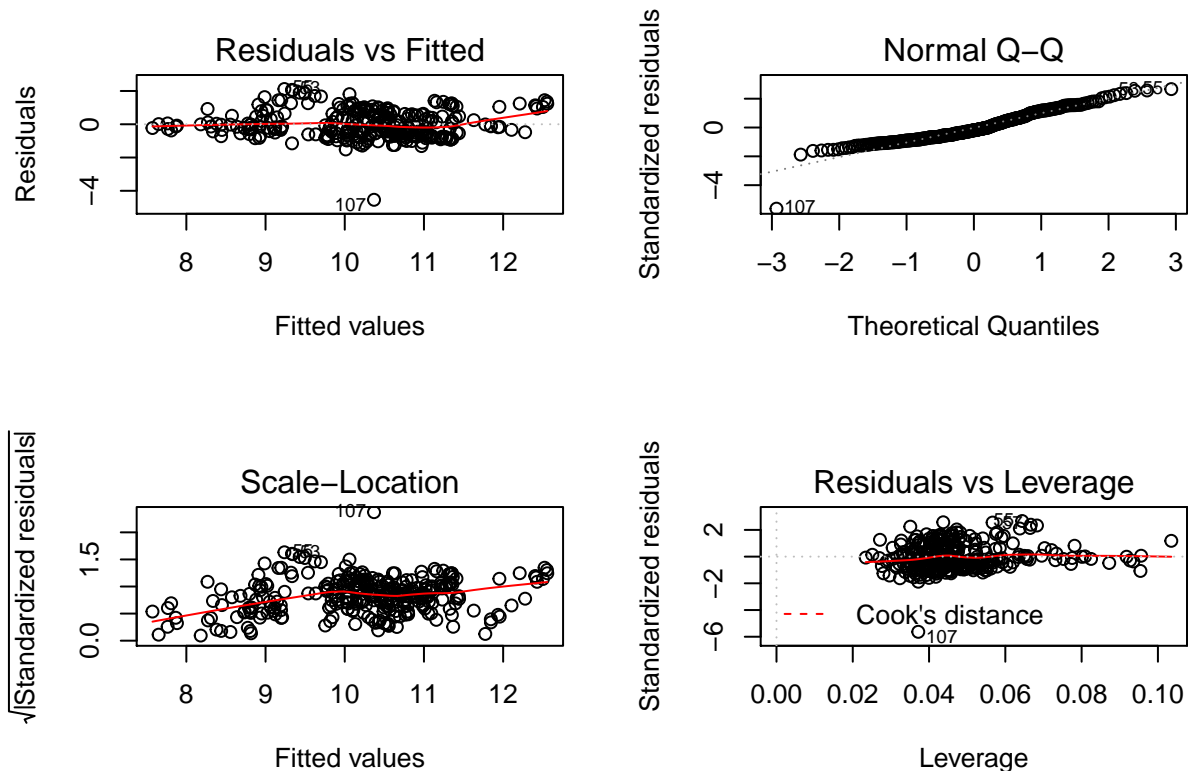 Residuals vs Fitted
Residuals
0
−4
107
8 9 10 11 12
Fitted values
Normal Q−Q
Standardized residuals
0
−4
107
−3 −2 −1 0 1 2 3
Theoretical Quantiles
Scale−Location
√|Standardized residuals|
1.5
0.0
107
8 9 10 11 12
Fitted values
Residuals vs Leverage
Standardized residuals
2
−2
−6
Cook's distance
107
0.00 0.02 0.04 0.06 0.08 0.10
Leverage